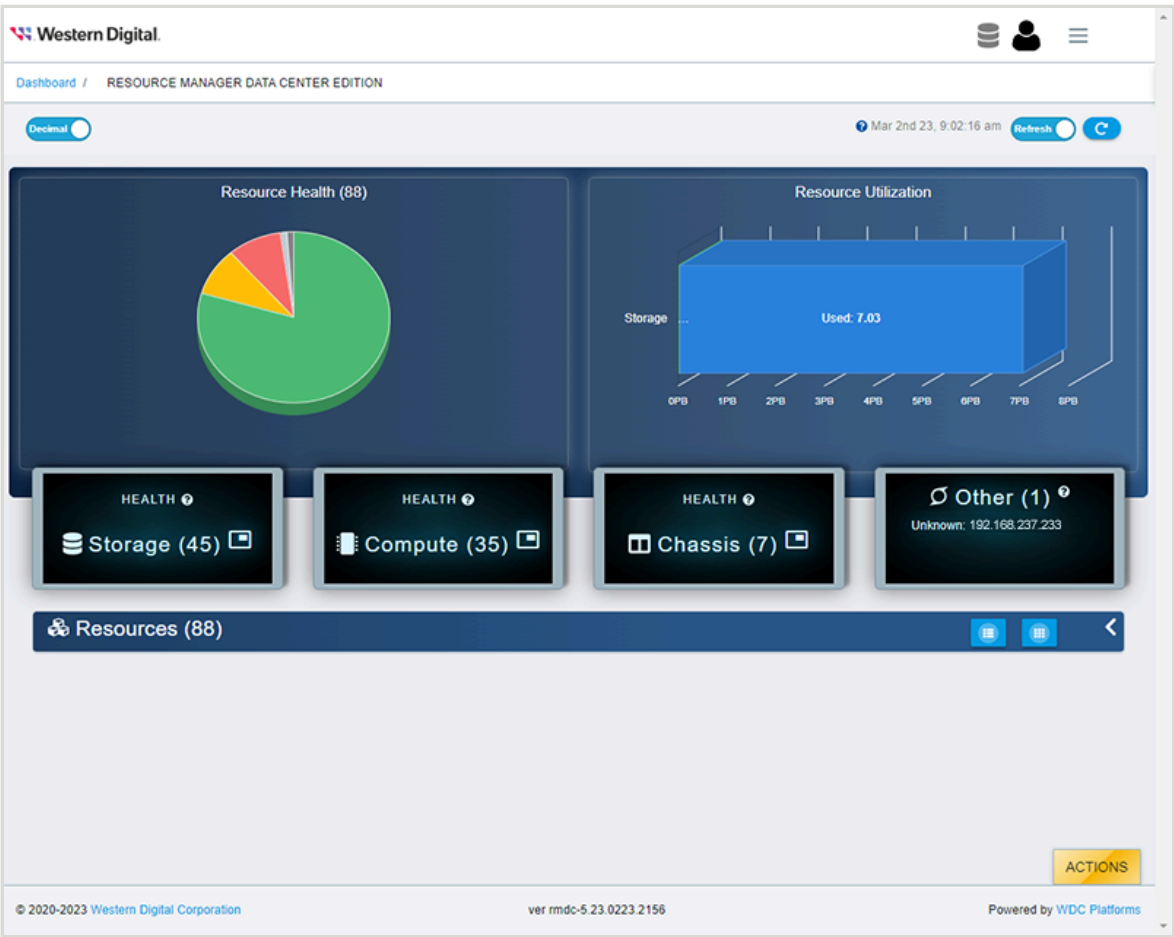 Western Digital.
Dashboard / RESOURCE MANAGER DATA CENTER EDITION
Decimal
Mar 2nd 23, 9:02:16 am Refresh
Resource Health (88)
Resource Utilization
Storage ...
Used: 7.03
0PB 1PB 2PB 3PB 4PB 5PB 6PB 7PB 8PB
HEALTH
Storage (45)
HEALTH
Compute (35)
HEALTH
Chassis (7)
Other (1)
Unknown: 192.168.237.233
Resources (88)
ACTIONS
© 2020-2023 Western Digital Corporation
ver rmdc-5.23.0223.2156
Powered by WDC Platforms